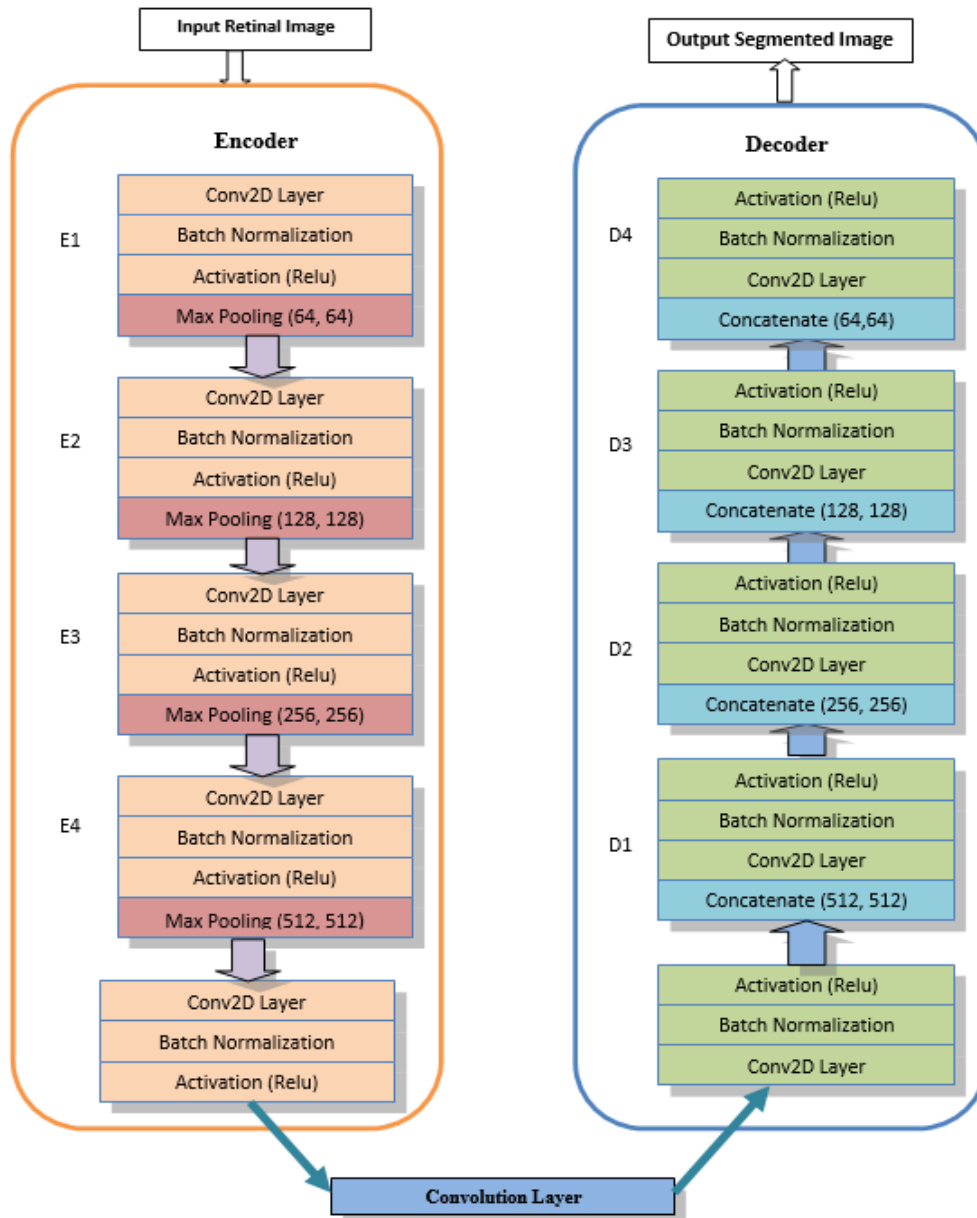 Input Retinal Image
Encoder
E1
Conv2D Layer
Batch Normalization
Activation (Relu)
Max Pooling (64, 64)
E2
Conv2D Layer
Batch Normalization
Activation (Relu)
Max Pooling (128, 128)
E3
Conv2D Layer
Batch Normalization
Activation (Relu)
Max Pooling (256, 256)
E4
Conv2D Layer
Batch Normalization
Activation (Relu)
Max Pooling (512, 512)
Conv2D Layer
Batch Normalization
Activation (Relu)
Convolution Layer
Output Segmented Image
Decoder
D4
Activation (Relu)
Batch Normalization
Conv2D Layer
Concatenate (64,64)
D3
Activation (Relu)
Batch Normalization
Conv2D Layer
Concatenate (128, 128)
D2
Activation (Relu)
Batch Normalization
Conv2D Layer
Concatenate (256, 256)
D1
Activation (Relu)
Batch Normalization
Conv2D Layer
Concatenate (512, 512)
Activation (Relu)
Batch Normalization
Conv2D Layer